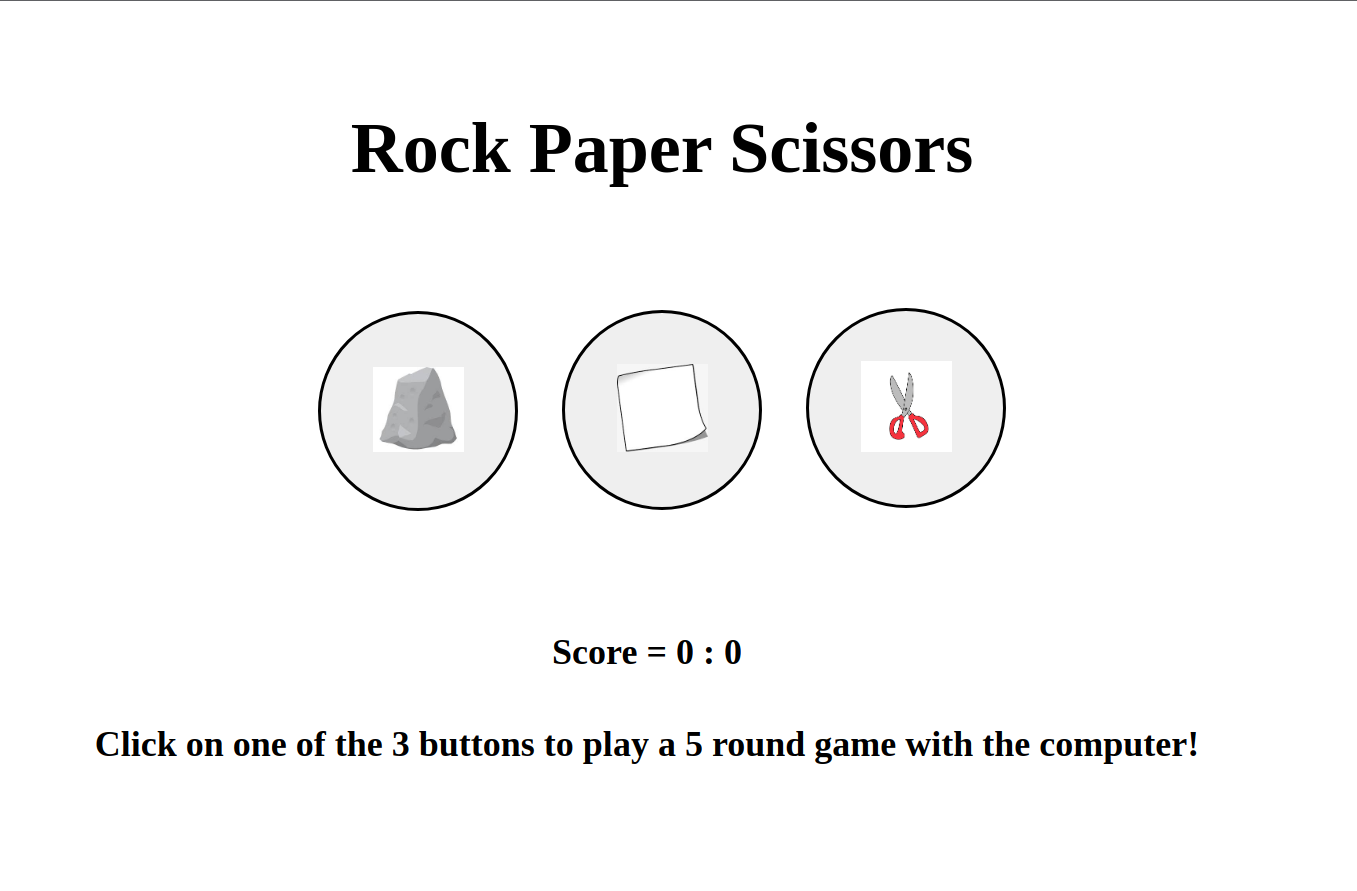 Rock Paper Scissors
Score = 0 : 0
Click on one of the 3 buttons to play a 5 round game with the computer!